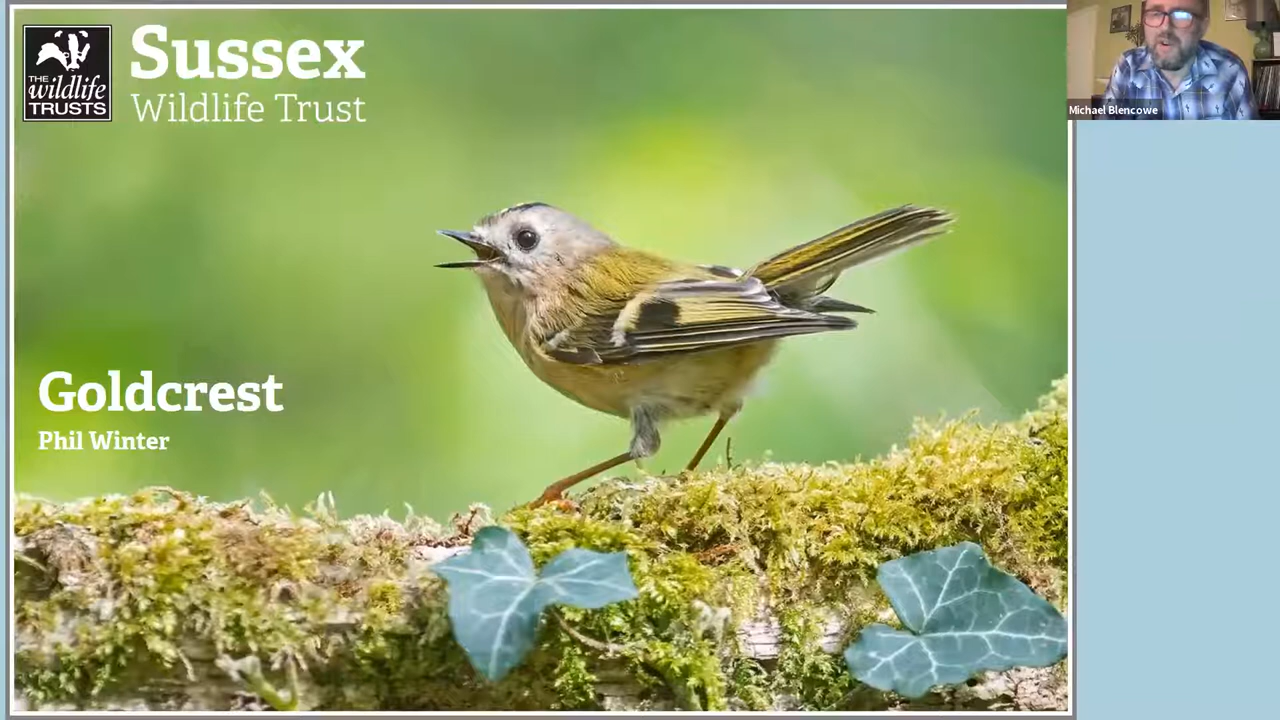 Sussex
Wildlife Trust
THE
wildlife
TRUSTS
Michael Blencowe
Goldcrest
Phil Winter